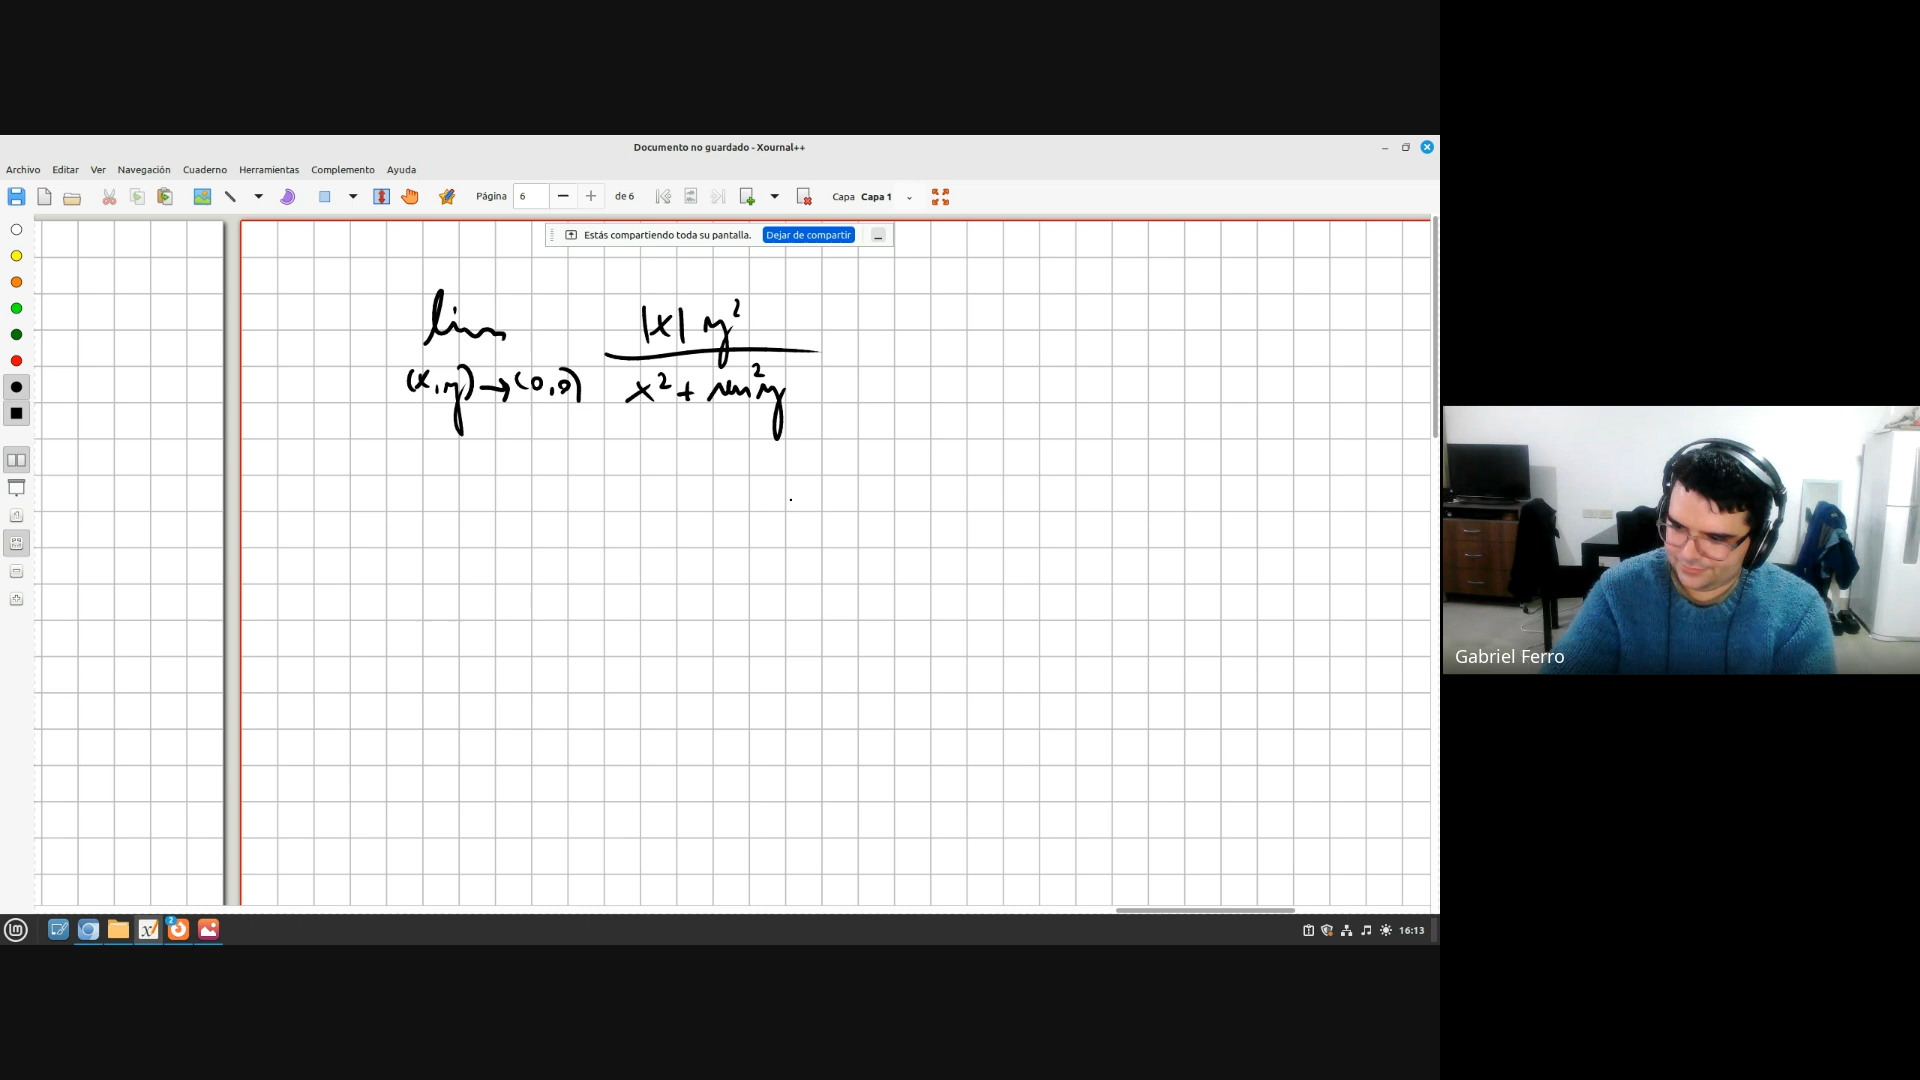 Documento no guardado - Xournal++
Archivo Editar Ver Navegación Cuaderno Herramientas Complemento Ayuda
Página 6 de 6 Capa Capa 1
Estás compartiendo toda su pantalla. Dejar de compartir
lim |x| y²
(x,y)→(0,0) x² + sen²y
Gabriel Ferro
2
16:13